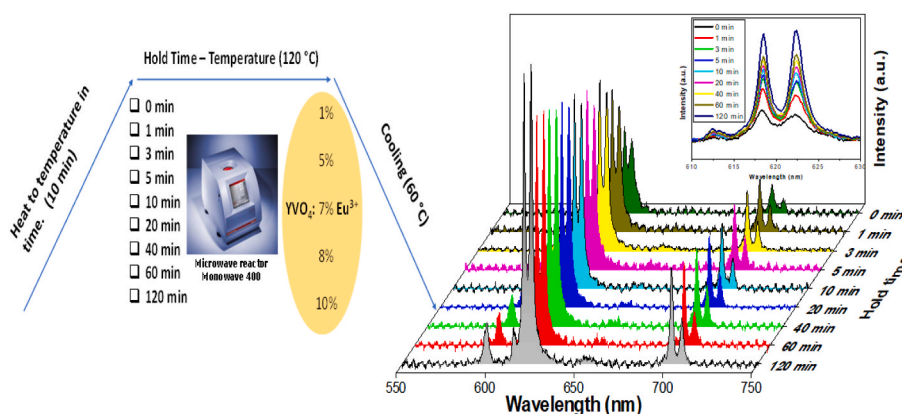 Heat to temperature in
time. (10 min)
Hold Time – Temperature (120 °C)
❑ 0 min
❑ 1 min
❑ 3 min
❑ 5 min
❑ 10 min
❑ 20 min
❑ 40 min
❑ 60 min
❑ 120 min
Microwave reactor
Monowave 400
1%
5%
YVO₄: 7% Eu³⁺
8%
10%
Cooling (60 °C)
Intensity (a.u.)
0 min
1 min
3 min
5 min
10 min
20 min
40 min
60 min
120 min
610 615 620 625 630
Wavelength (nm)
Intensity (a.u.)
0 min
1 min
3 min
5 min
10 min
20 min
40 min
60 min
120 min
Hold time
550 600 650 700 750
Wavelength (nm)